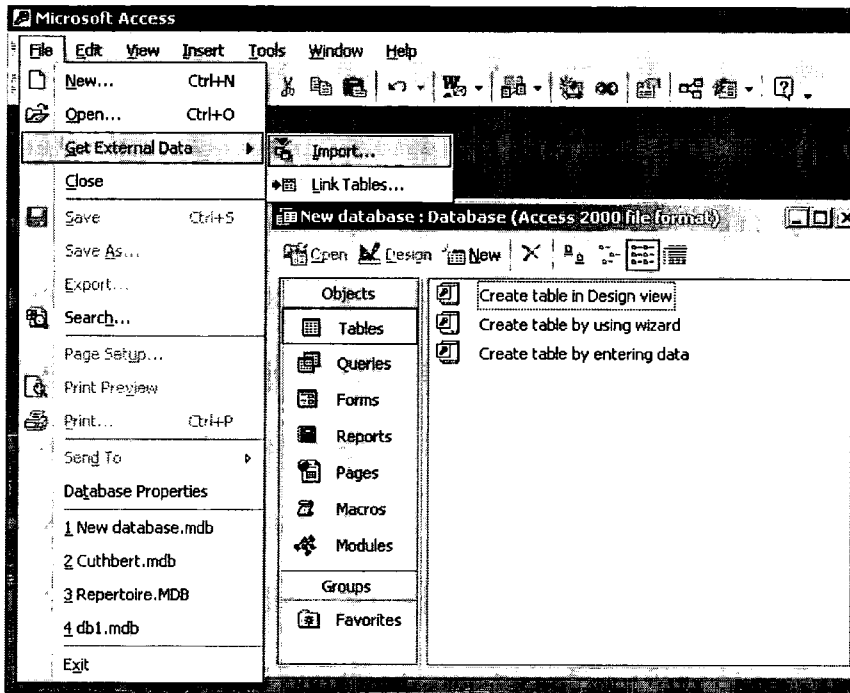 Microsoft Access
File Edit View Insert Tools Window Help
New... Ctrl+N
Open... Ctrl+O
Get External Data
Import...
Link Tables...
Close
Save Ctrl+S
Save As...
Export...
Search...
Page Setup...
Print Preview
Print... Ctrl+P
Send To
Database Properties
1 New database.mdb
2 Cuthbert.mdb
3 Repertoire.MDB
4 db1.mdb
Exit
New database : Database (Access 2000 file format)
Open Design New
Objects
Tables
Queries
Forms
Reports
Pages
Macros
Modules
Groups
Favorites
Create table in Design view
Create table by using wizard
Create table by entering data